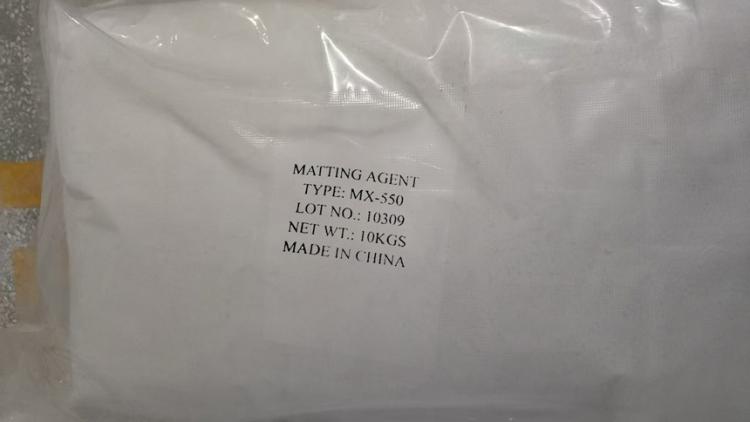 MATTING AGENT
TYPE: MX-550
LOT NO.: 10309
NET WT.: 10KGS
MADE IN CHINA